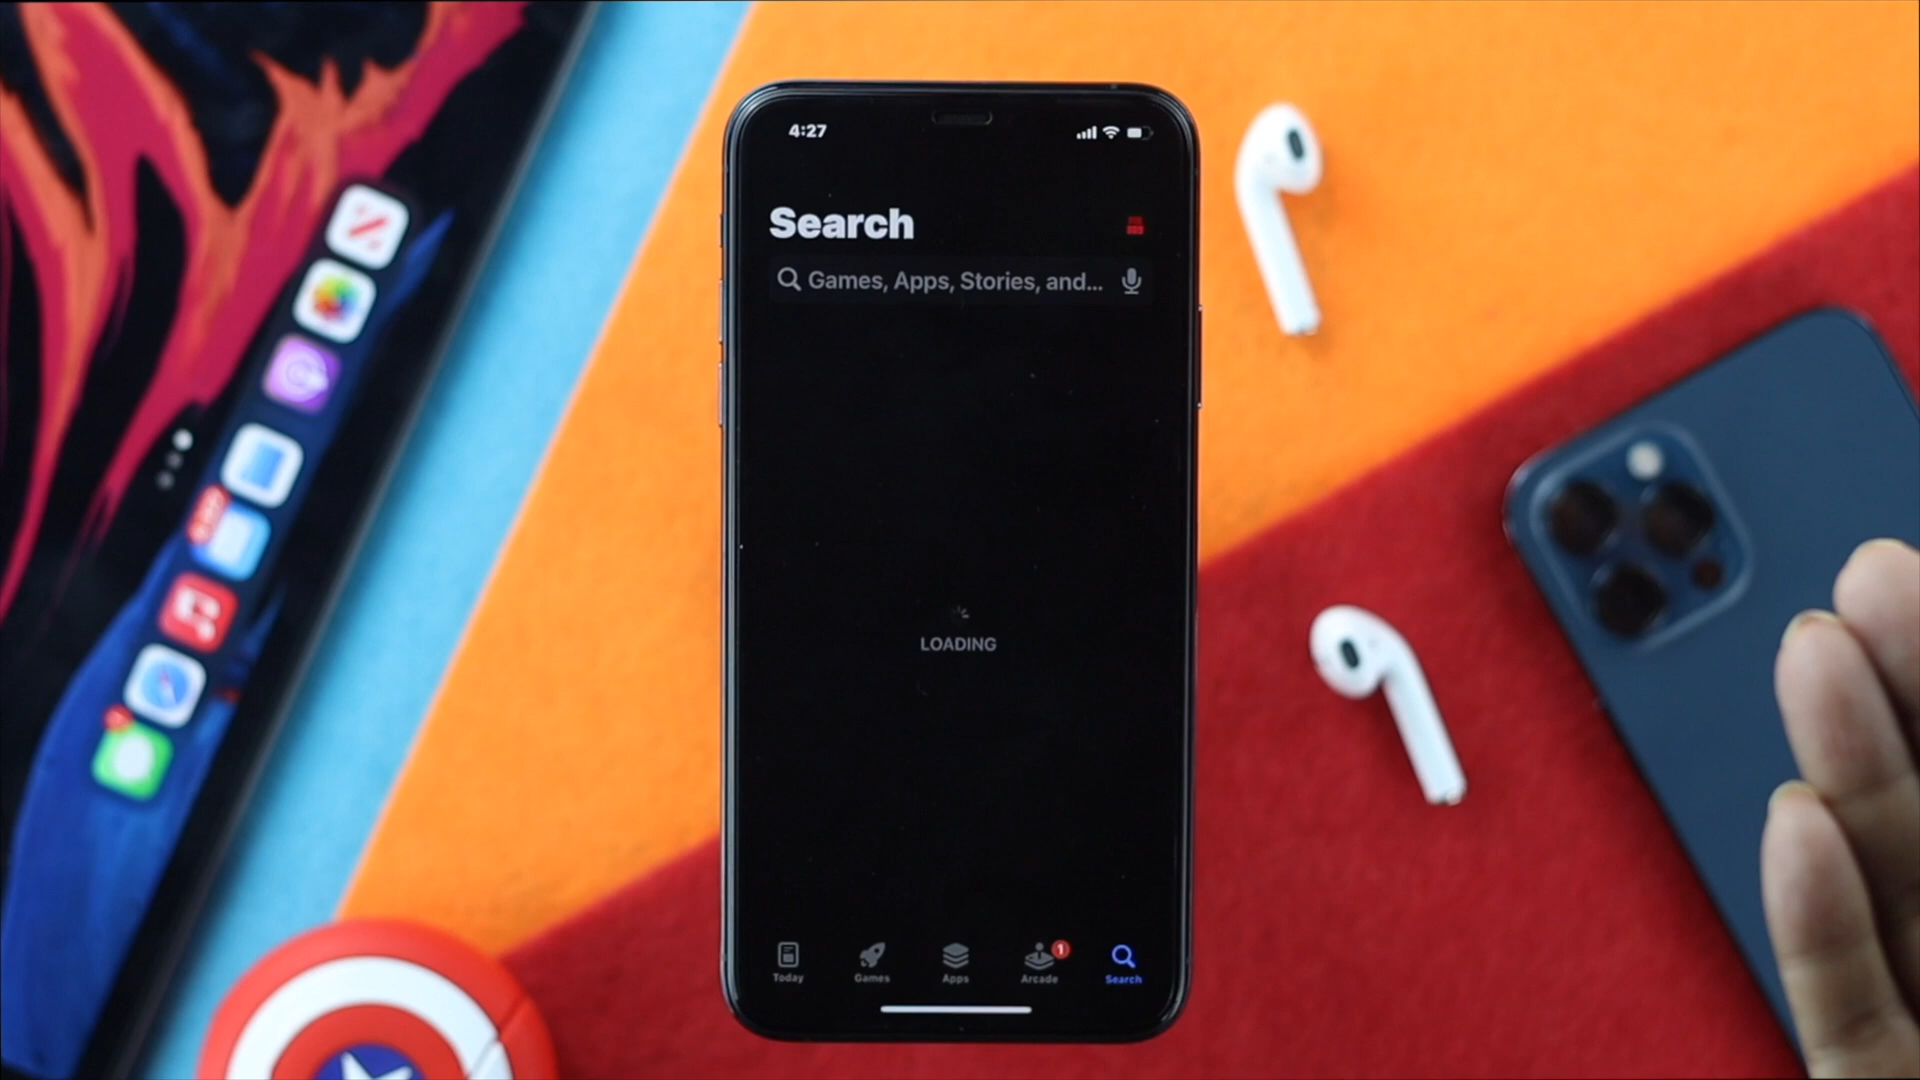 4:27
Search
Games, Apps, Stories, and...
LOADING
1
Today
Games
Apps
Arcade
Search